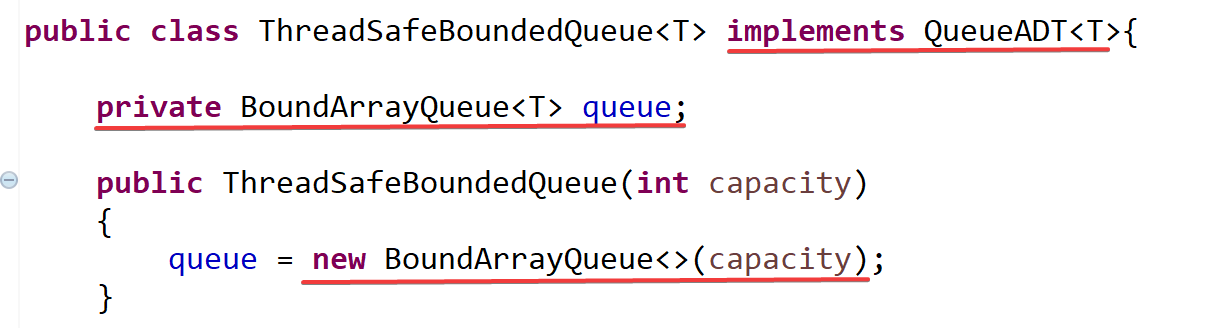 public class ThreadSafeBoundedQueue<T> implements QueueADT<T>{
private BoundArrayQueue<T> queue;
public ThreadSafeBoundedQueue(int capacity)
{
queue = new BoundArrayQueue<>(capacity);
}